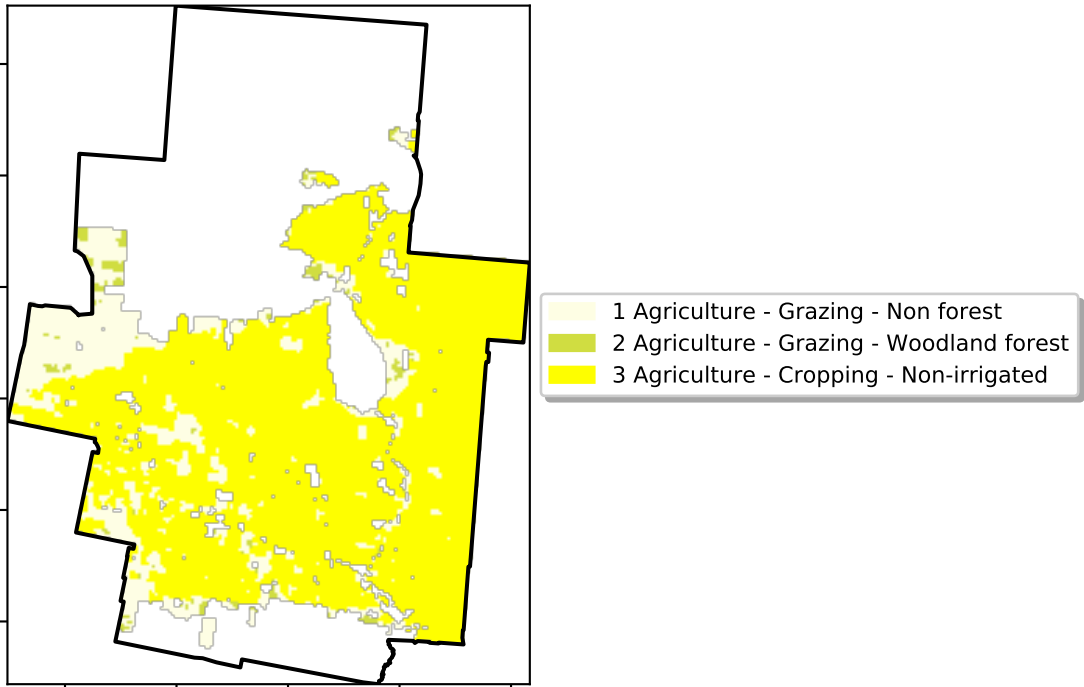 1 Agriculture - Grazing - Non forest
2 Agriculture - Grazing - Woodland forest
3 Agriculture - Cropping - Non-irrigated